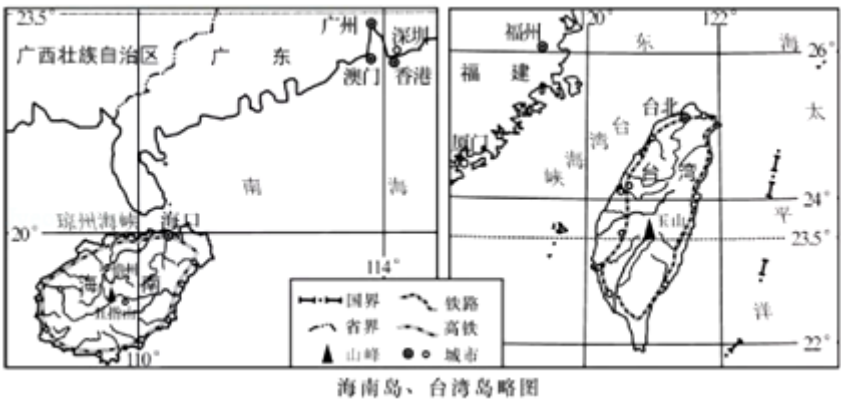 23.5°
广州
深圳
广西壮族自治区
广东
澳门
香港
南海
琼州海峡
海口
20°
海南
114°
110°
20°
122°
福州
东海
26°
福建
台北
太平洋
厦门
台湾海峡
台湾
24°
玉山
23.5°
22°
国界
铁路
省界
高铁
山峰
城市
海南岛、台湾岛略图